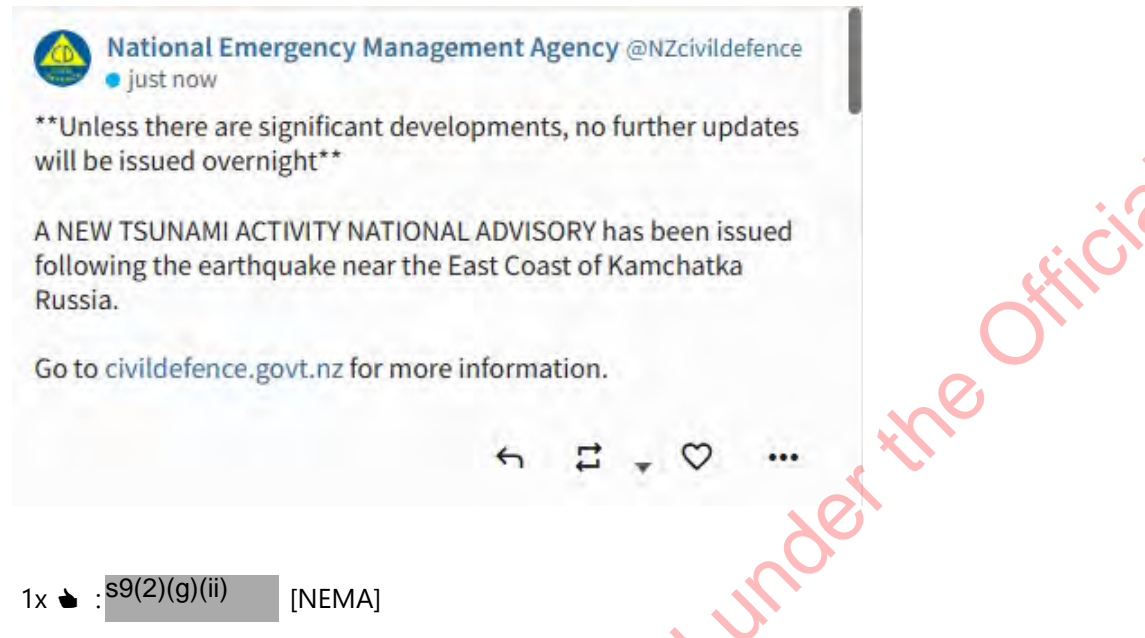 National Emergency Management Agency @NZcivildefence
just now
**Unless there are significant developments, no further updates
will be issued overnight**
A NEW TSUNAMI ACTIVITY NATIONAL ADVISORY has been issued
following the earthquake near the East Coast of Kamchatka
Russia.
Go to civildefence.govt.nz for more information.
1x 👍 : s9(2)(g)(ii) [NEMA]
under the Official